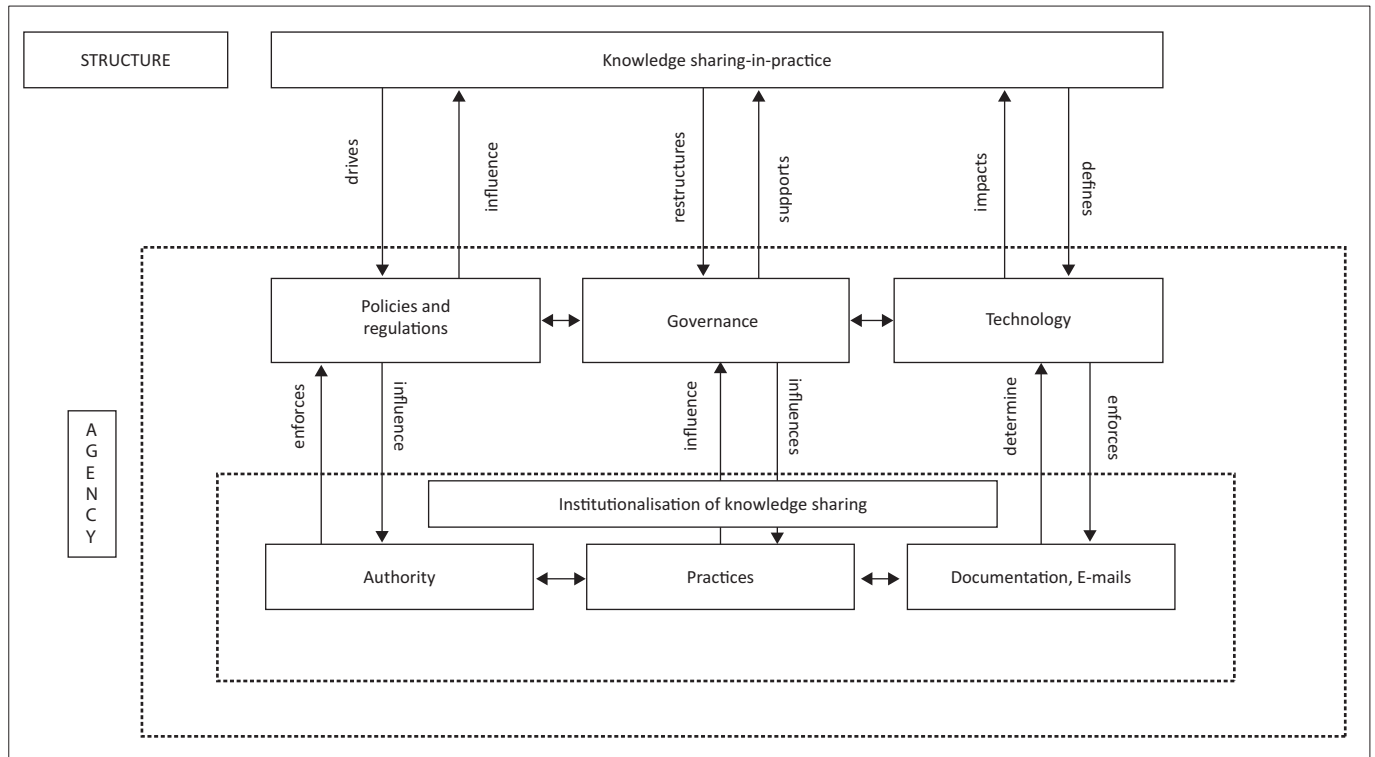 STRUCTURE
Knowledge sharing-in-practice
drives
influence
restructures
supports
impacts
defines
Policies and
regulations
Governance
Technology
enforces
influence
influence
influences
determine
enforces
A
G
E
N
C
Y
Institutionalisation of knowledge sharing
Authority
Practices
Documentation, E-mails